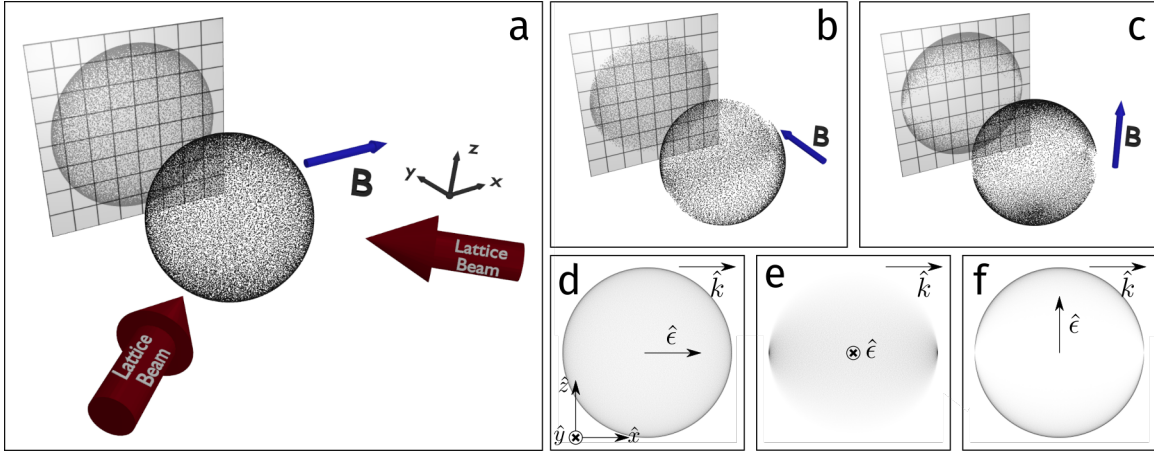 a
B
z
y
x
Lattice
Beam
Lattice
Beam
b
B
c
B
d
k̂
ϵ̂
ẑ
ŷ
x̂
e
k̂
ϵ̂
f
k̂
ϵ̂